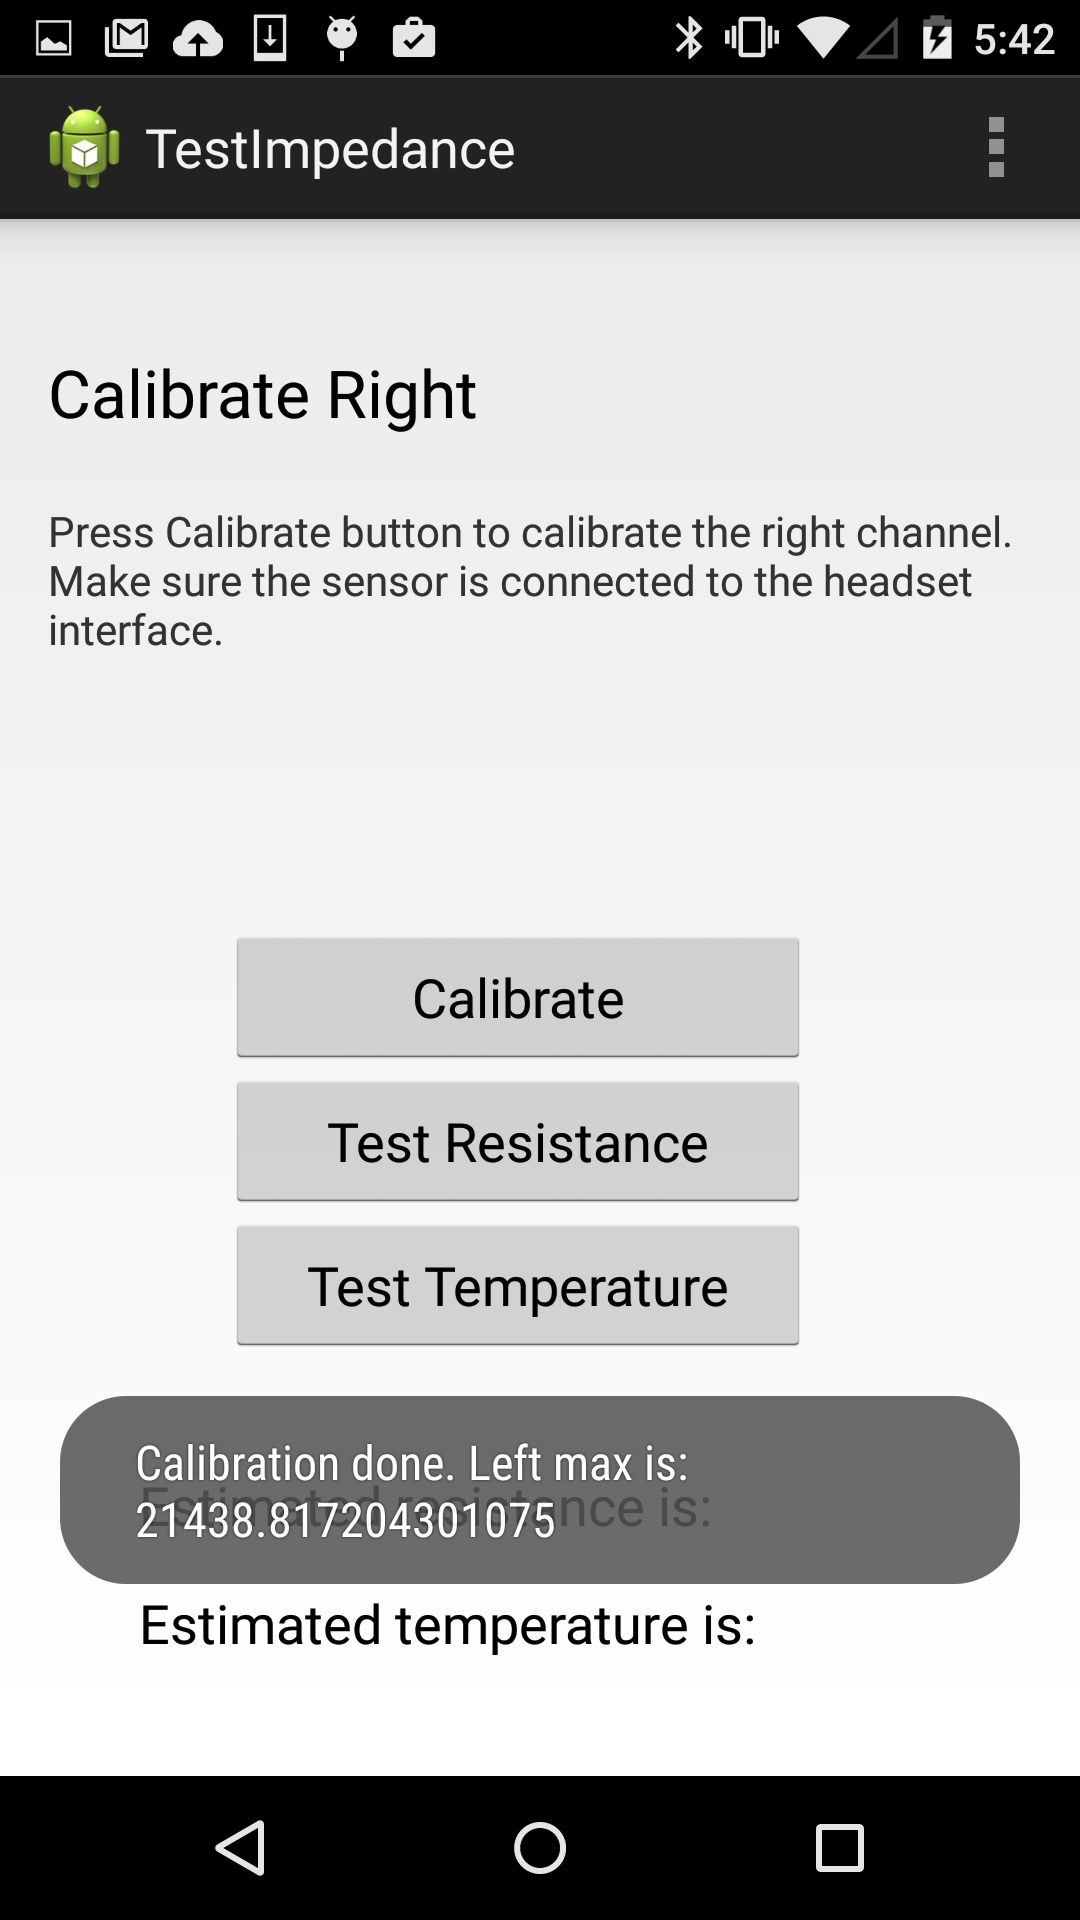 5:42
TestImpedance
Calibrate Right
Press Calibrate button to calibrate the right channel.
Make sure the sensor is connected to the headset
interface.
Calibrate
Test Resistance
Test Temperature
Calibration done. Left max is:
21438.817204301075
Estimated resistance is:
Estimated temperature is: